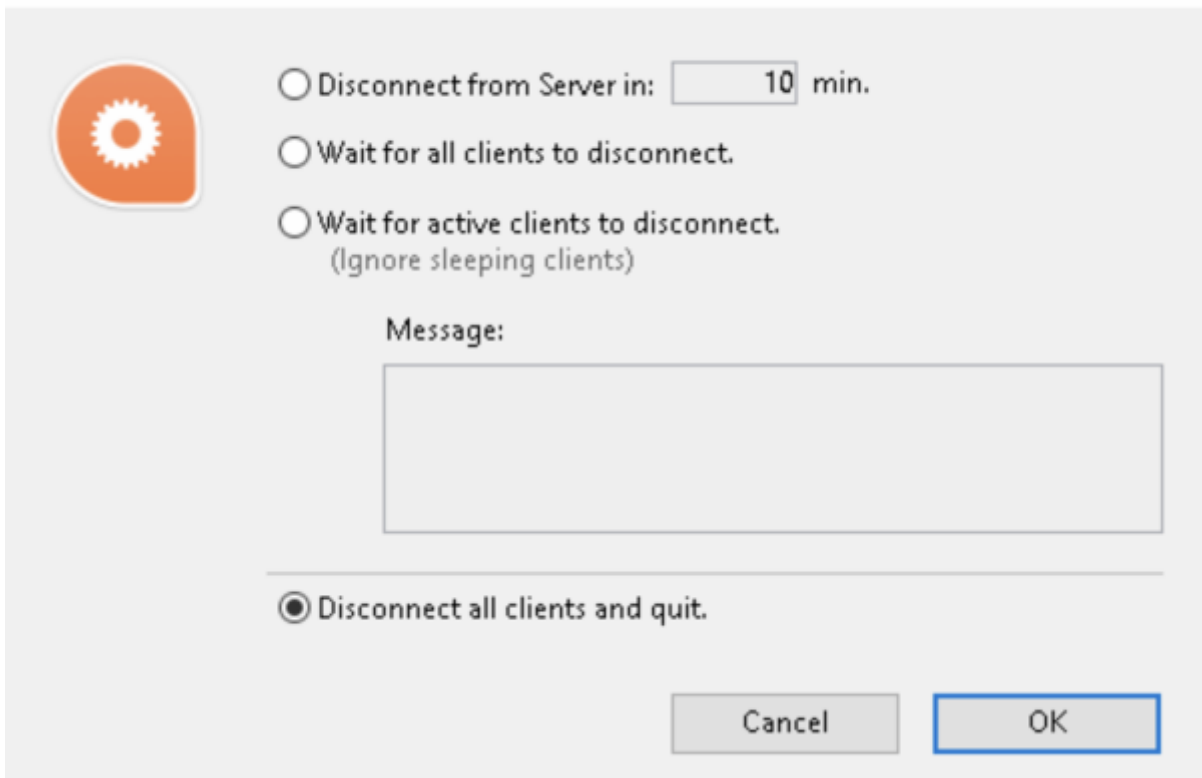 Disconnect from Server in: 10 min.
Wait for all clients to disconnect.
Wait for active clients to disconnect.
(Ignore sleeping clients)
Message:
Disconnect all clients and quit.
Cancel OK